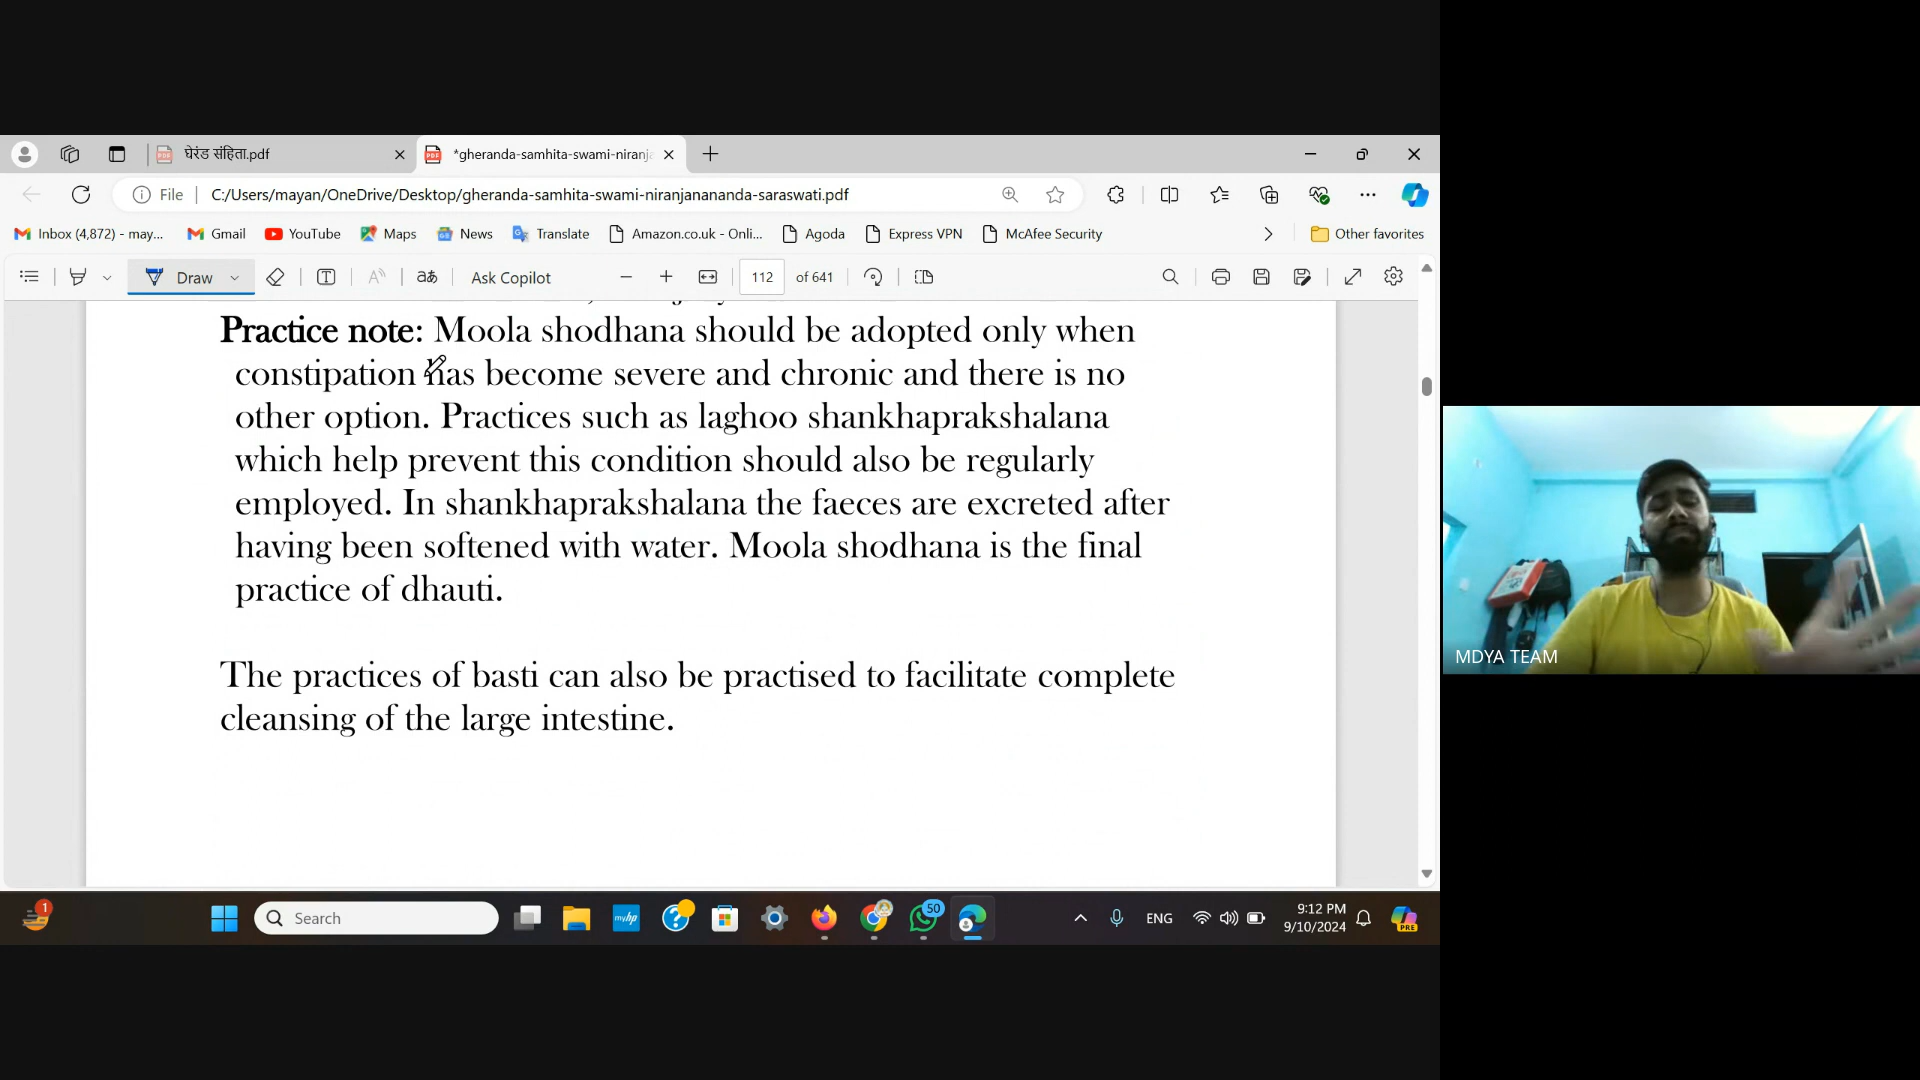 घेरंड संहिता.pdf
*gheranda-samhita-swami-niranja
File
C:/Users/mayan/OneDrive/Desktop/gheranda-samhita-swami-niranjanananda-saraswati.pdf
Inbox (4,872) - may...
Gmail
YouTube
Maps
News
Translate
Amazon.co.uk - Onli...
Agoda
Express VPN
McAfee Security
Other favorites
Draw
Ask Copilot
112
of 641
Practice note: Moola shodhana should be adopted only when
constipation has become severe and chronic and there is no
other option. Practices such as laghoo shankhaprakshalana
which help prevent this condition should also be regularly
employed. In shankhaprakshalana the faeces are excreted after
having been softened with water. Moola shodhana is the final
practice of dhauti.
The practices of basti can also be practised to facilitate complete
cleansing of the large intestine.
MDYA TEAM
1
Search
myhp
50
ENG
9:12 PM
9/10/2024
PRE